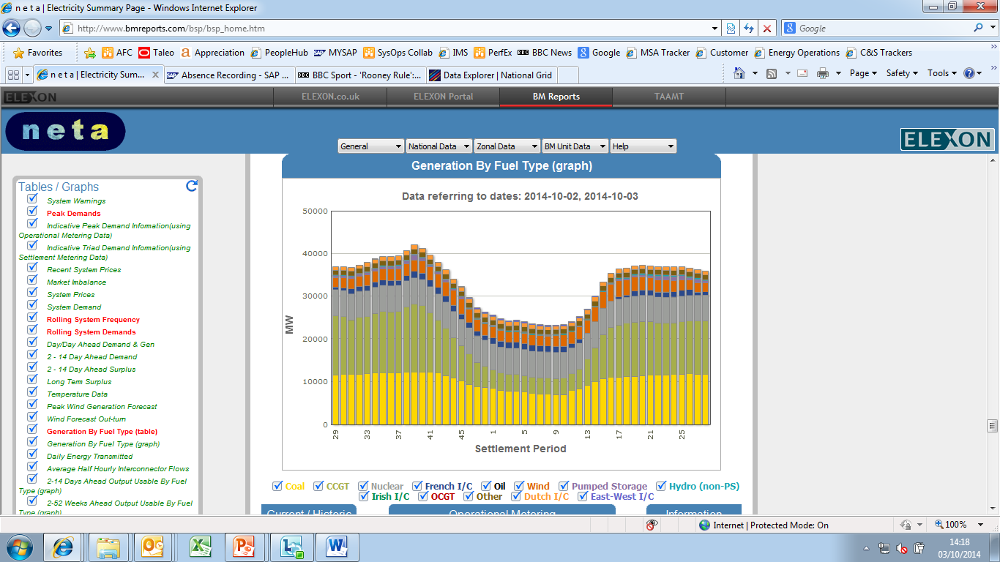 n e t a | Electricity Summary Page - Windows Internet Explorer
http://www.bmreports.com/bsp/bsp_home.htm
Google
Favorites AFC Taleo Appreciation PeopleHub MYSAP SysOps Collab IMS PerfEx BBC News Google MSA Tracker Customer Energy Operations C&S Trackers
n e t a | Electricity Sum... Absence Recording - SAP ... BBC Sport - 'Rooney Rule':... Data Explorer | National Grid
Page Safety Tools
ELEXON ELEXON.co.uk ELEXON Portal BM Reports TAAMT
neta
General National Data Zonal Data BM Unit Data Help
ELEXON
Tables / Graphs
System Warnings
Peak Demands
Indicative Peak Demand Information(using
Operational Metering Data)
Indicative Triad Demand Information(using
Settlement Metering Data)
Recent System Prices
Market Imbalance
System Prices
System Demand
Rolling System Frequency
Rolling System Demands
Day/Day Ahead Demand & Gen
2 - 14 Day Ahead Demand
2 - 14 Day Ahead Surplus
Long Term Surplus
Temperature Data
Peak Wind Generation Forecast
Wind Forecast Out-turn
Generation By Fuel Type (table)
Generation By Fuel Type (graph)
Daily Energy Transmitted
Average Half Hourly Interconnector Flows
2-14 Days Ahead Output Usable By Fuel
Type (graph)
2-52 Weeks Ahead Output Usable By Fuel
Type (graph)
Generation By Fuel Type (graph)
Data referring to dates: 2014-10-02, 2014-10-03
50000
40000
30000
20000
10000
0
MW
29 33 37 41 45 1 5 9 13 17 21 25
Settlement Period
Coal CCGT Nuclear French I/C Oil Wind Pumped Storage Hydro (non-PS)
Irish I/C OCGT Other Dutch I/C East-West I/C
Current / Historic Operational Metering Information
Internet | Protected Mode: On
100%
14:18
03/10/2014